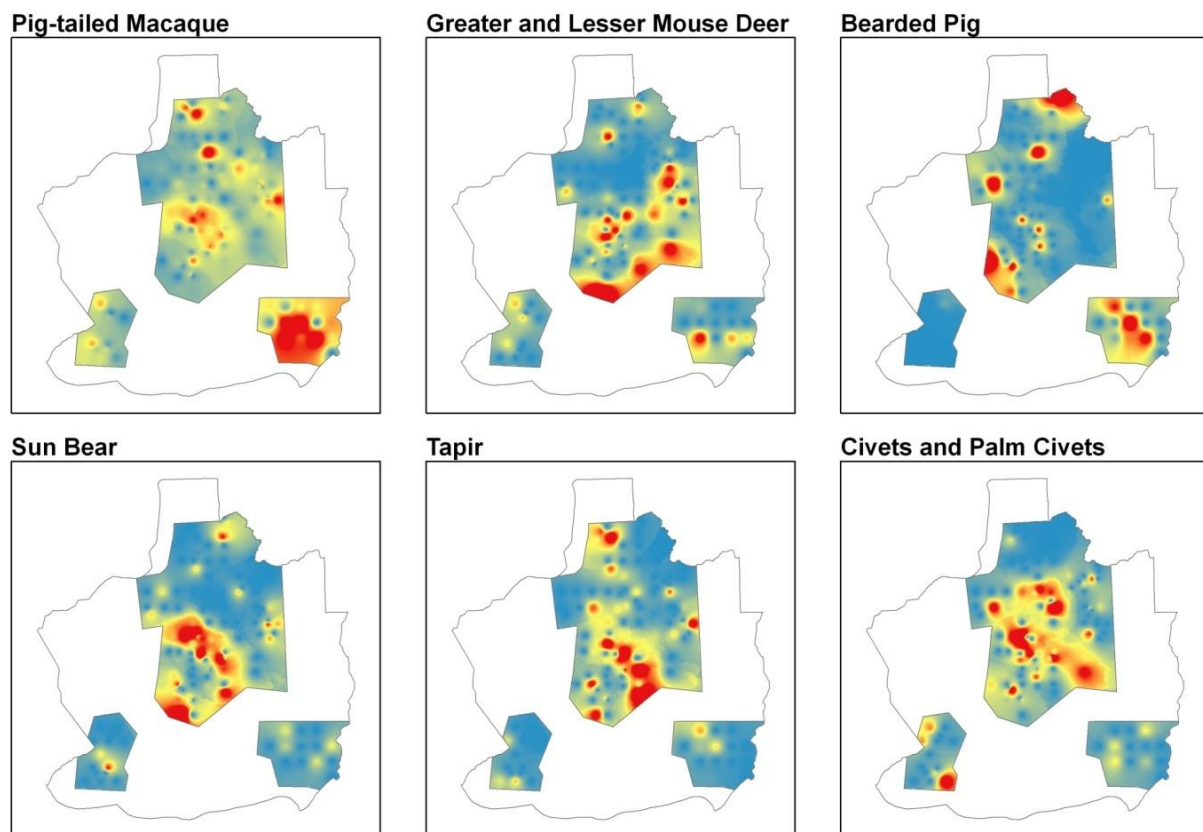 Pig-tailed Macaque
Greater and Lesser Mouse Deer
Bearded Pig
Sun Bear
Tapir
Civets and Palm Civets